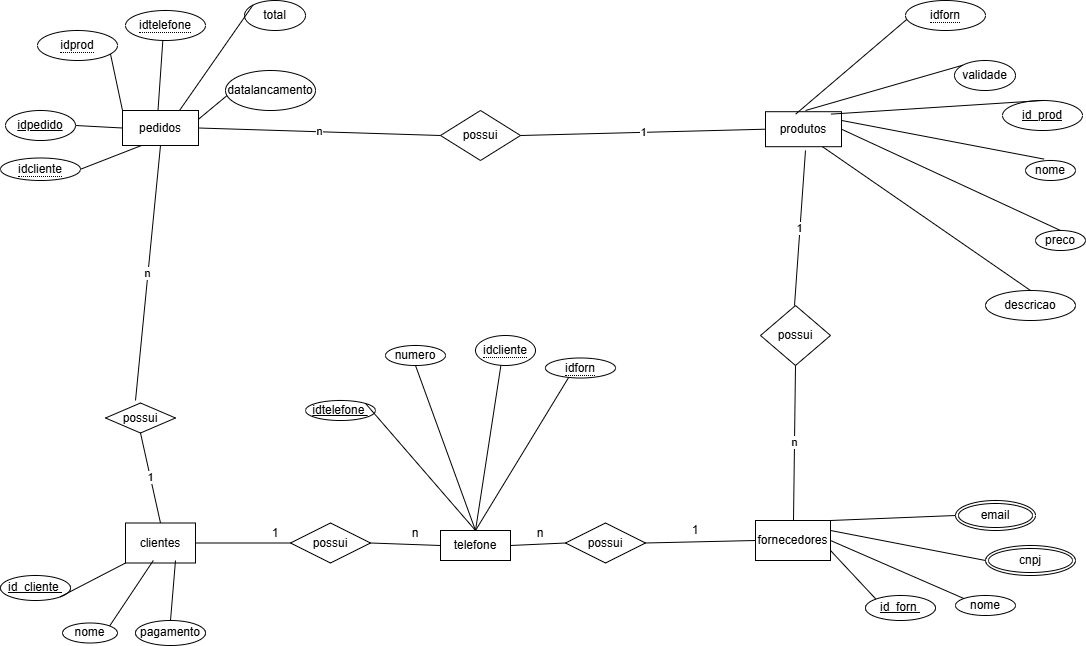 idforn
total
idtelefone
idprod
validade
datalancamento
id_prod
idpedido
pedidos
n
possui
1
produtos
idcliente
nome
1
preco
n
descricao
possui
numero
idcliente
idforn
idtelefone
possui
n
1
email
clientes
1
possui
n
telefone
n
possui
1
fornecedores
cnpj
id_cliente
nome
pagamento
id_forn
nome